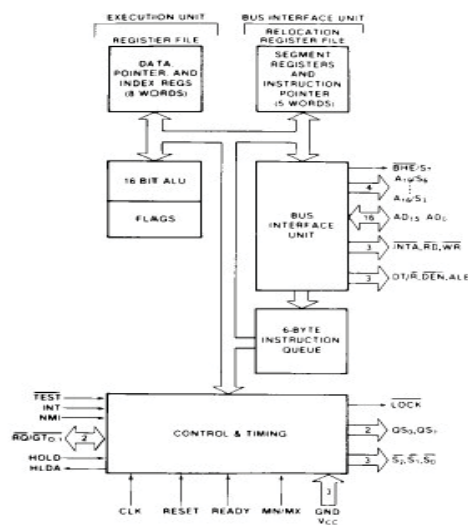 EXECUTION UNIT
BUS INTERFACE UNIT
REGISTER FILE
RELOCATION
REGISTER FILE
DATA,
POINTER, AND
INDEX REGS
(8 WORDS)
SEGMENT
REGISTERS
AND
INSTRUCTION
POINTER
(5 WORDS)
16 BIT ALU
FLAGS
BUS
INTERFACE
UNIT
BHE/S7
4
A19/S6
A16/S3
16
AD15 AD0
3
INTA, RD, WR
3
DT/R, DEN, ALE
6-BYTE
INSTRUCTION
QUEUE
TEST
INT
NMI
RQ/GT0,1
2
HOLD
HLDA
CONTROL & TIMING
LOCK
2
QS0, QS1
3
S2, S1, S0
CLK
RESET
READY
MN/MX
3
GND
VCC